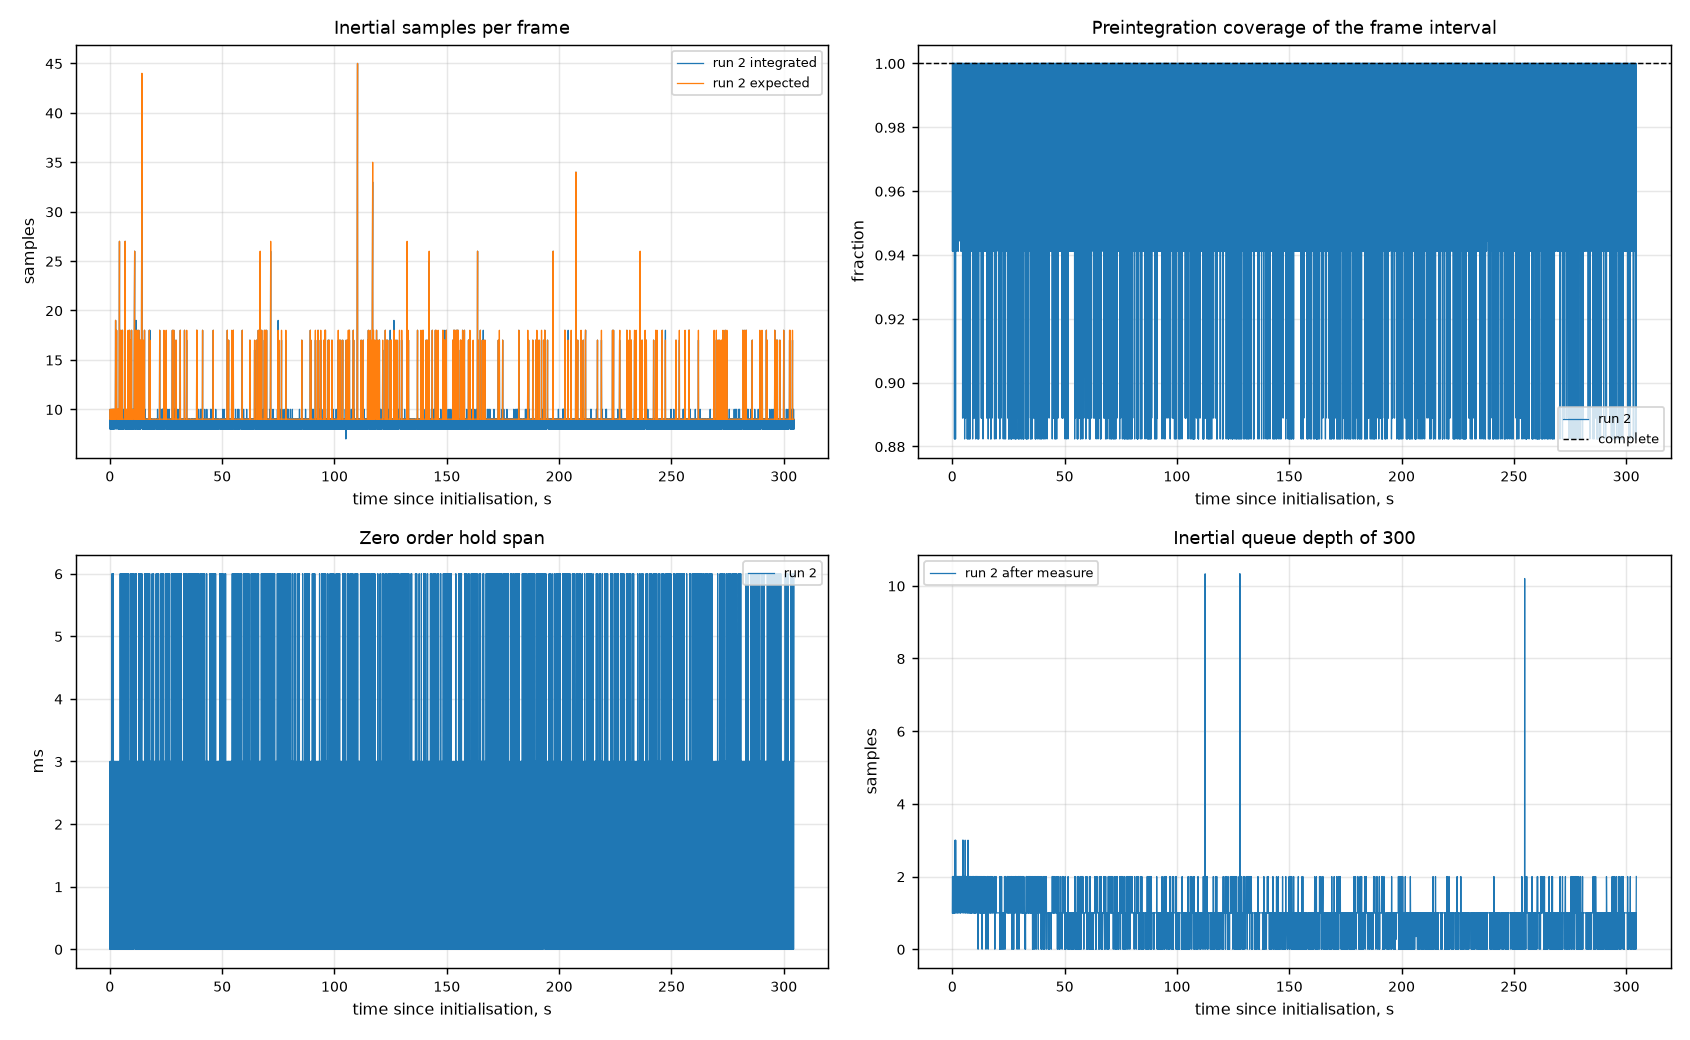 Inertial samples per frame
samples
45
40
35
30
25
20
15
10
run 2 integrated
run 2 expected
0 50 100 150 200 250 300
time since initialisation, s
Preintegration coverage of the frame interval
fraction
1.00
0.98
0.96
0.94
0.92
0.90
0.88
run 2
complete
0 50 100 150 200 250 300
time since initialisation, s
Zero order hold span
ms
6
5
4
3
2
1
0
run 2
0 50 100 150 200 250 300
time since initialisation, s
Inertial queue depth of 300
samples
10
8
6
4
2
0
run 2 after measure
0 50 100 150 200 250 300
time since initialisation, s